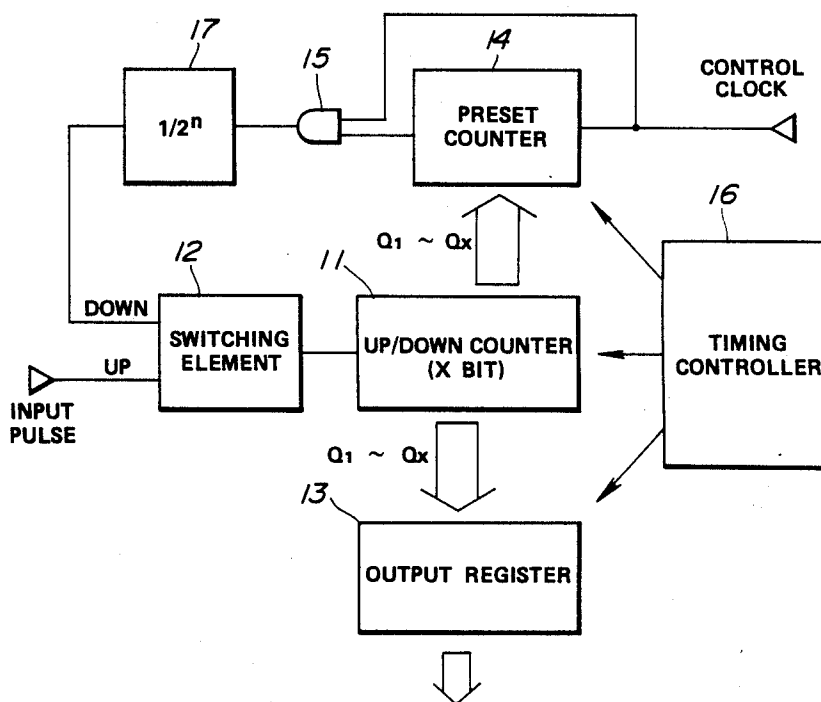 17
1/2ⁿ
15
14
PRESET
COUNTER
CONTROL
CLOCK
16
TIMING
CONTROLLER
Q₁ ~ Qx
12
DOWN
SWITCHING
ELEMENT
UP
INPUT
PULSE
11
UP/DOWN COUNTER
(X BIT)
Q₁ ~ Qx
13
OUTPUT REGISTER